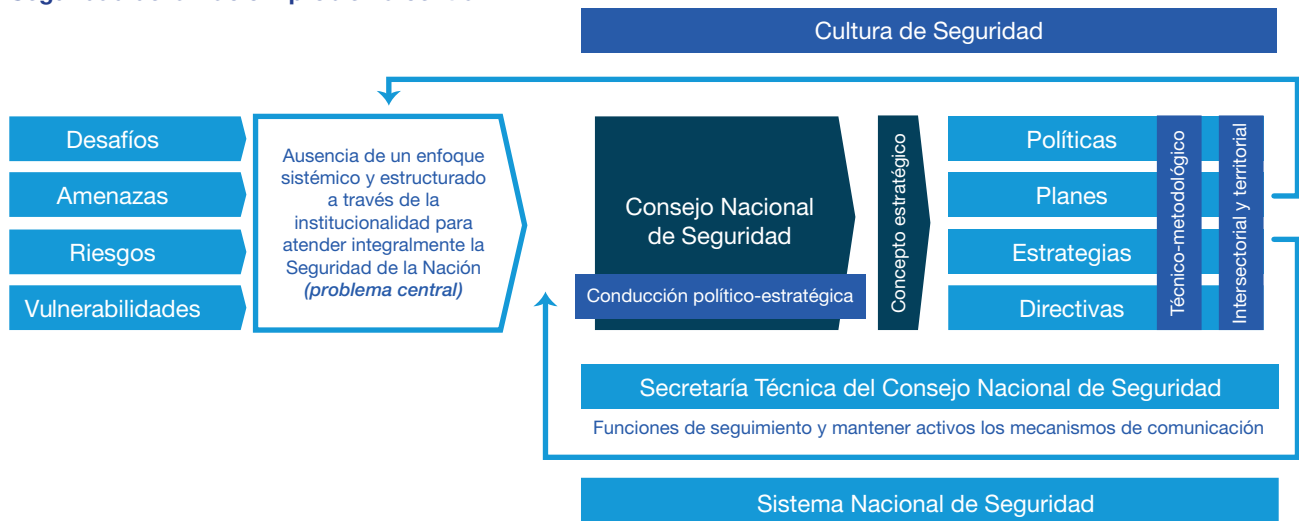 Cultura de Seguridad
Desafíos
Amenazas
Riesgos
Vulnerabilidades
Ausencia de un enfoque
sistémico y estructurado
a través de la
institucionalidad para
atender integralmente la
Seguridad de la Nación
(problema central)
Consejo Nacional
de Seguridad
Conducción político-estratégica
Concepto estratégico
Políticas
Planes
Estrategias
Directivas
Técnico-metodológico
Intersectorial y territorial
Secretaría Técnica del Consejo Nacional de Seguridad
Funciones de seguimiento y mantener activos los mecanismos de comunicación
Sistema Nacional de Seguridad